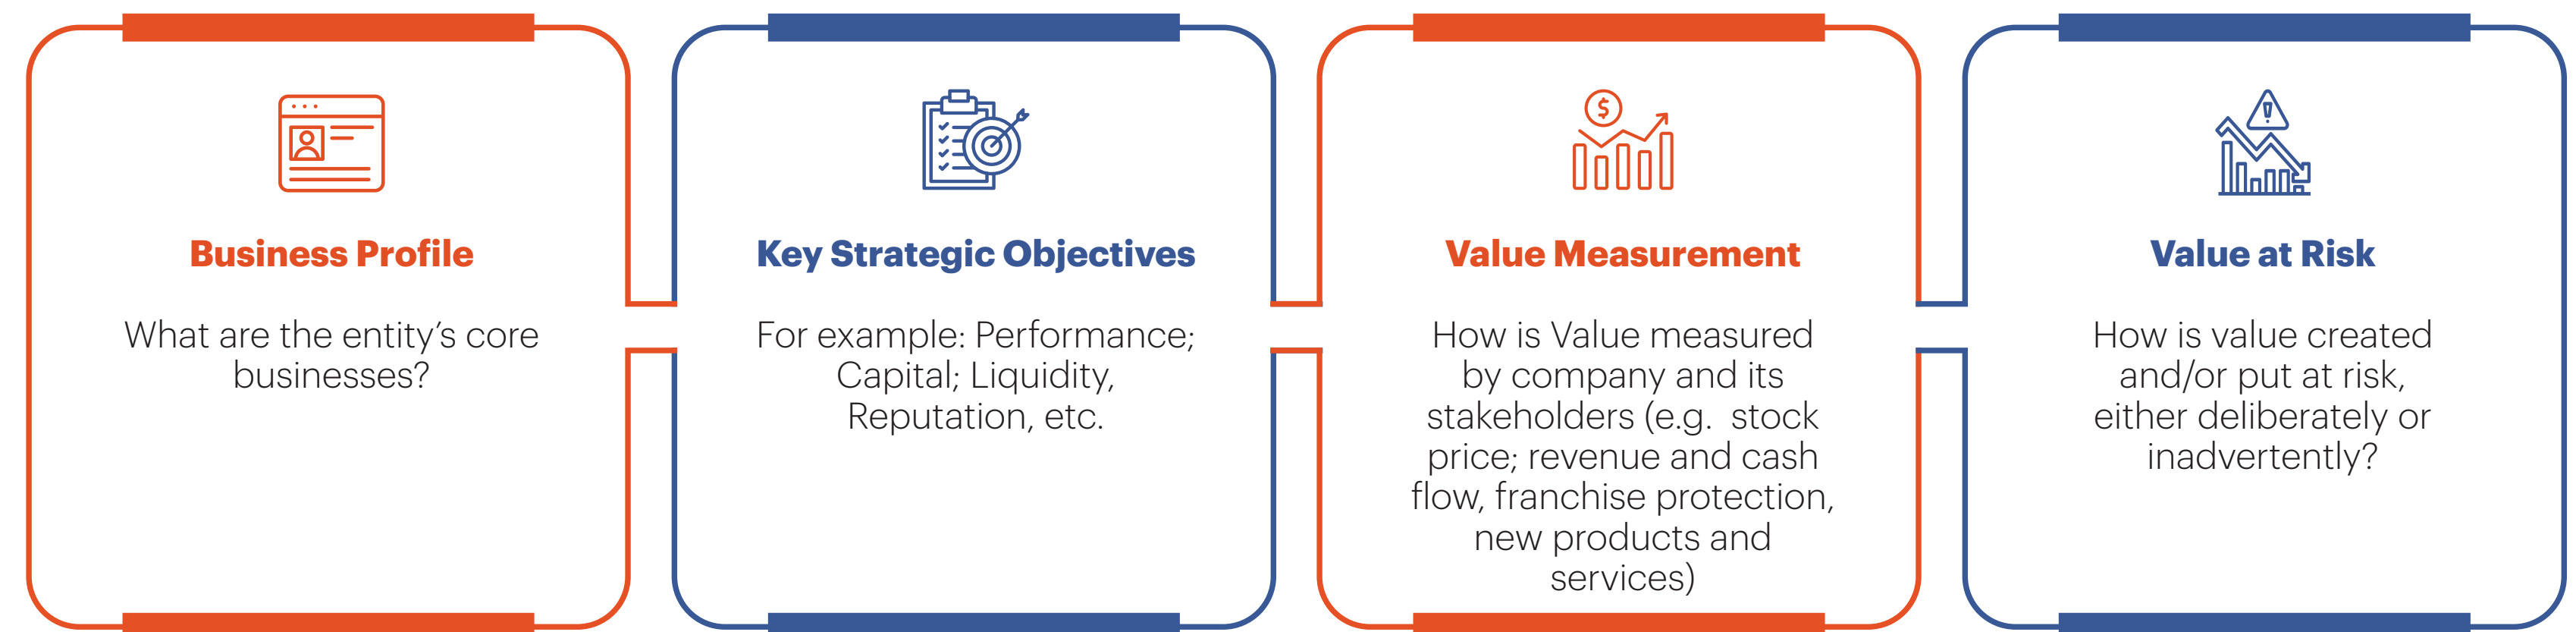 Business Profile
What are the entity’s core
businesses?
Key Strategic Objectives
For example: Performance;
Capital; Liquidity,
Reputation, etc.
$
Value Measurement
How is Value measured
by company and its
stakeholders (e.g.  stock
price; revenue and cash
flow, franchise protection,
new products and
services)
!
Value at Risk
How is value created
and/or put at risk,
either deliberately or
inadvertently?